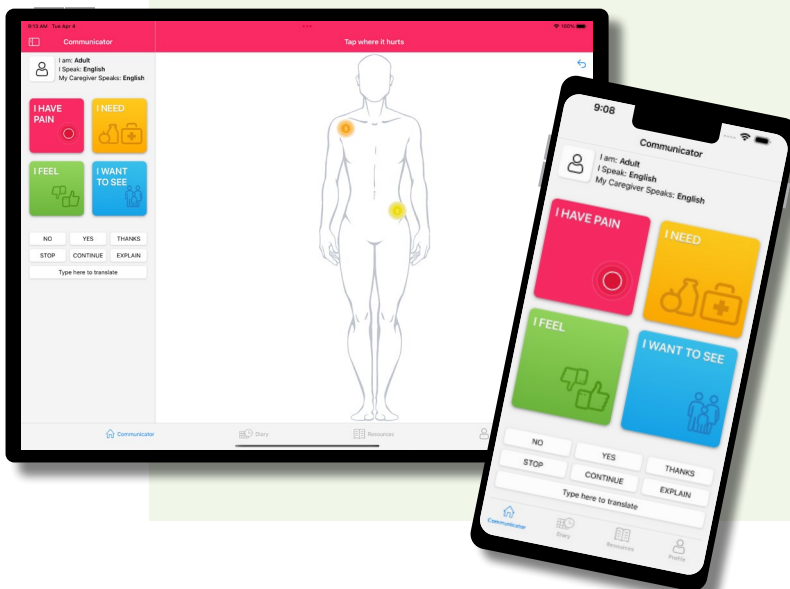 9:15 AM Tue Apr 4
100%
Communicator
Tap where it hurts
I am: Adult
I Speak: English
My Caregiver Speaks: English
I HAVE
PAIN
I NEED
I FEEL
I WANT
TO SEE
NO YES THANKS
STOP CONTINUE EXPLAIN
Type here to translate
Communicator Diary Resources
9:08
Communicator
I am: Adult
I Speak: English
My Caregiver Speaks: English
I HAVE PAIN
I NEED
I FEEL
I WANT TO SEE
NO YES THANKS
STOP CONTINUE EXPLAIN
Type here to translate
Communicator Diary Resources Profile